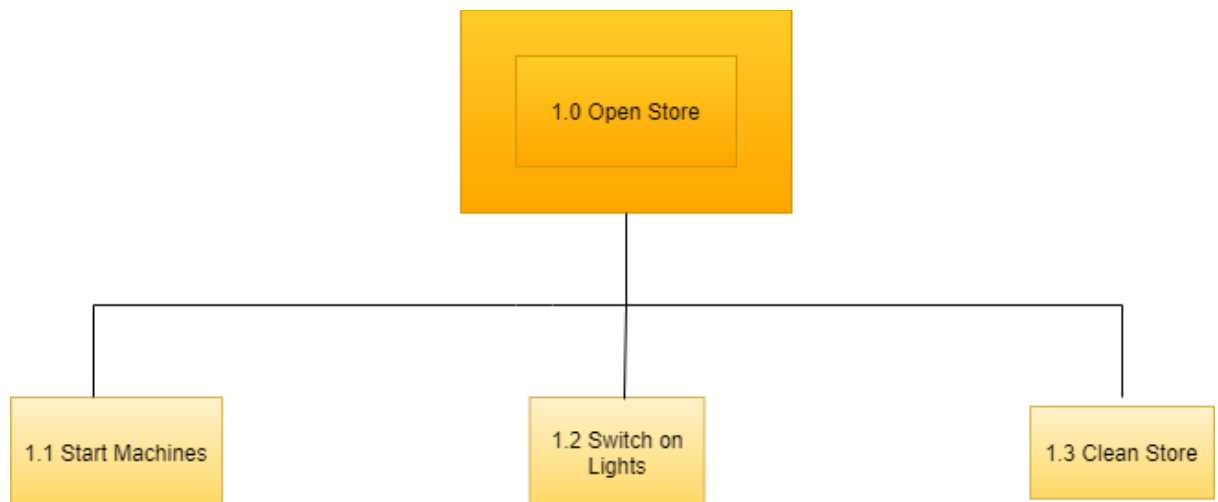 1.0 Open Store
1.1 Start Machines
1.2 Switch on
Lights
1.3 Clean Store